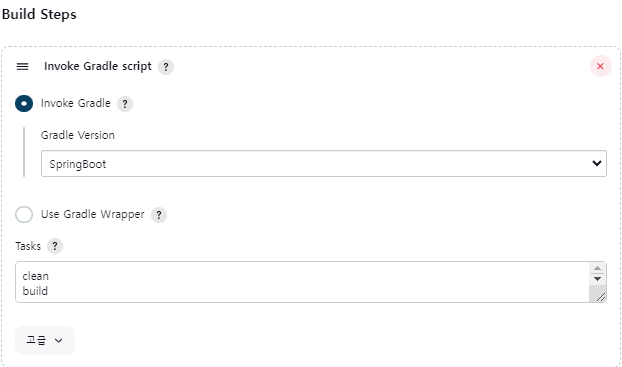 Build Steps
Invoke Gradle script ?
Invoke Gradle ?
Gradle Version
SpringBoot
Use Gradle Wrapper ?
Tasks ?
clean
build
고급